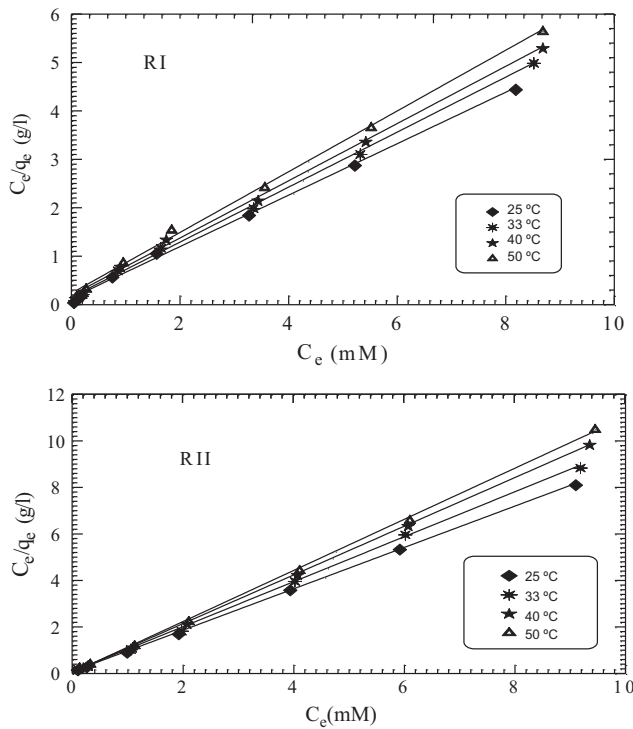 6
5
4
3
2
1
0
C_e/q_e (g/l)
RI
25 ºC
33 ºC
40 ºC
50 ºC
0 2 4 6 8 10
C_e (mM)
12
10
8
6
4
2
0
C_e/q_e (g/l)
RII
25 ºC
33 ºC
40 ºC
50 ºC
0 2 4 6 8 10
C_e(mM)